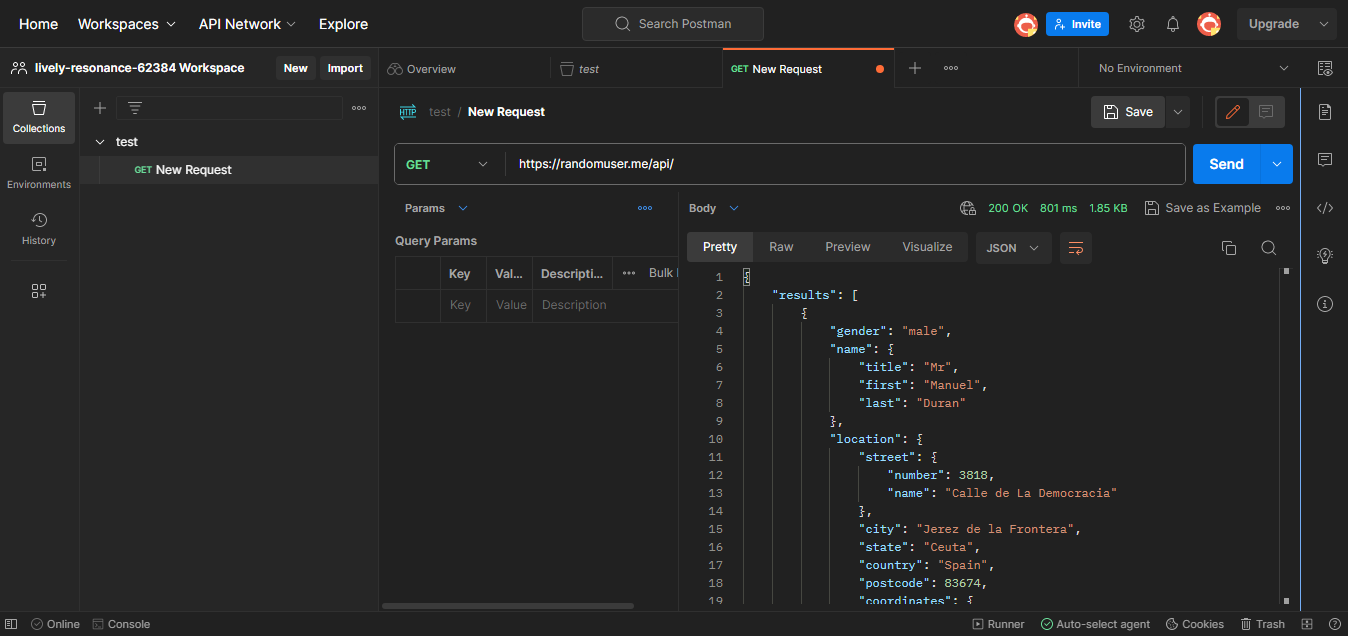 Home Workspaces API Network Explore Search Postman Invite Upgrade
lively-resonance-62384 Workspace New Import Overview test GET New Request No Environment
Collections
Environments
History
test
GET New Request
test / New Request Save
GET https://randomuser.me/api/ Send
Params
Query Params
Key Val... Descripti... Bulk
Key Value Description
Body 200 OK 801 ms 1.85 KB Save as Example
Pretty Raw Preview Visualize JSON
1 {
2 "results": [
3 {
4 "gender": "male",
5 "name": {
6 "title": "Mr",
7 "first": "Manuel",
8 "last": "Duran"
9 },
10 "location": {
11 "street": {
12 "number": 3818,
13 "name": "Calle de La Democracia"
14 },
15 "city": "Jerez de la Frontera",
16 "state": "Ceuta",
17 "country": "Spain",
18 "postcode": 83674,
19 "coordinates": {
Online Console Runner Auto-select agent Cookies Trash